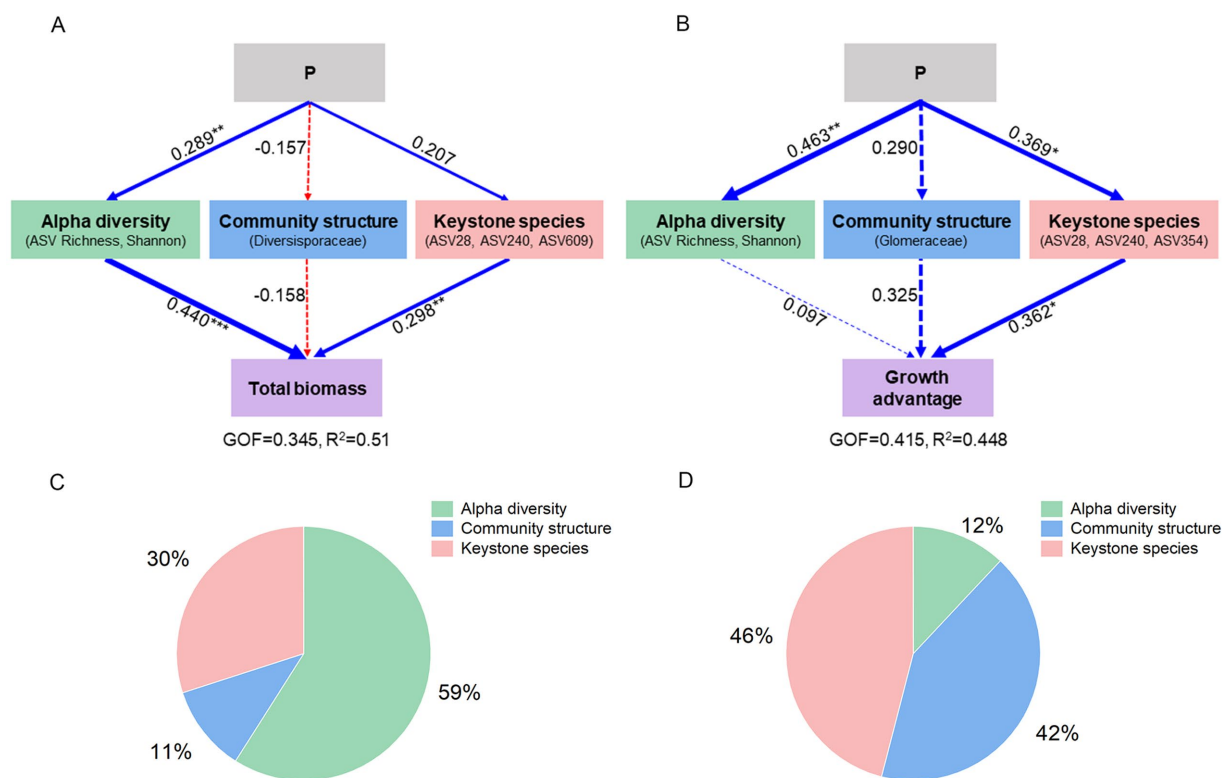 A
P
0.289**
-0.157
0.207
Alpha diversity
(ASV Richness, Shannon)
Community structure
(Diversisporaceae)
Keystone species
(ASV28, ASV240, ASV609)
0.440***
-0.158
0.298**
Total biomass
GOF=0.345, R²=0.51
B
P
0.463**
0.290
0.369*
Alpha diversity
(ASV Richness, Shannon)
Community structure
(Glomeraceae)
Keystone species
(ASV28, ASV240, ASV354)
0.097
0.325
0.362*
Growth
advantage
GOF=0.415, R²=0.448
C
Alpha diversity
Community structure
Keystone species
30%
59%
11%
D
Alpha diversity
Community structure
Keystone species
12%
46%
42%